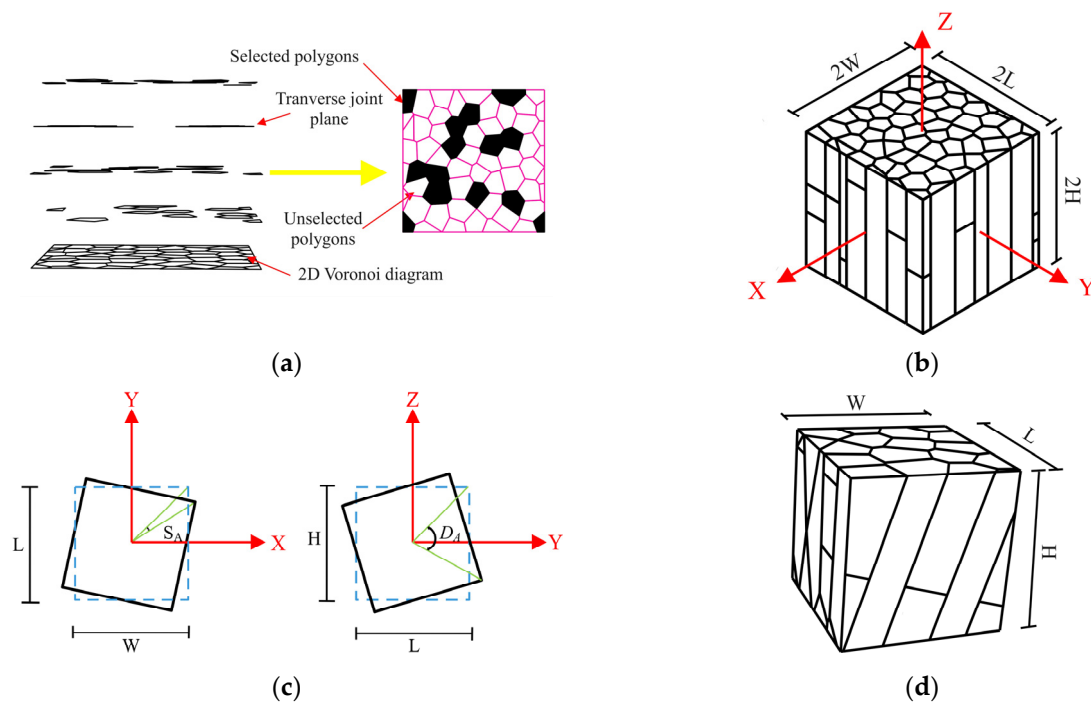 Selected polygons
Tranverse joint
plane
Unselected
polygons
2D Voronoi diagram
(a)
Z
2W
2L
2H
X
Y
(b)
Y
L
S_A
X
W
Z
H
D_A
Y
L
(c)
W
L
H
(d)